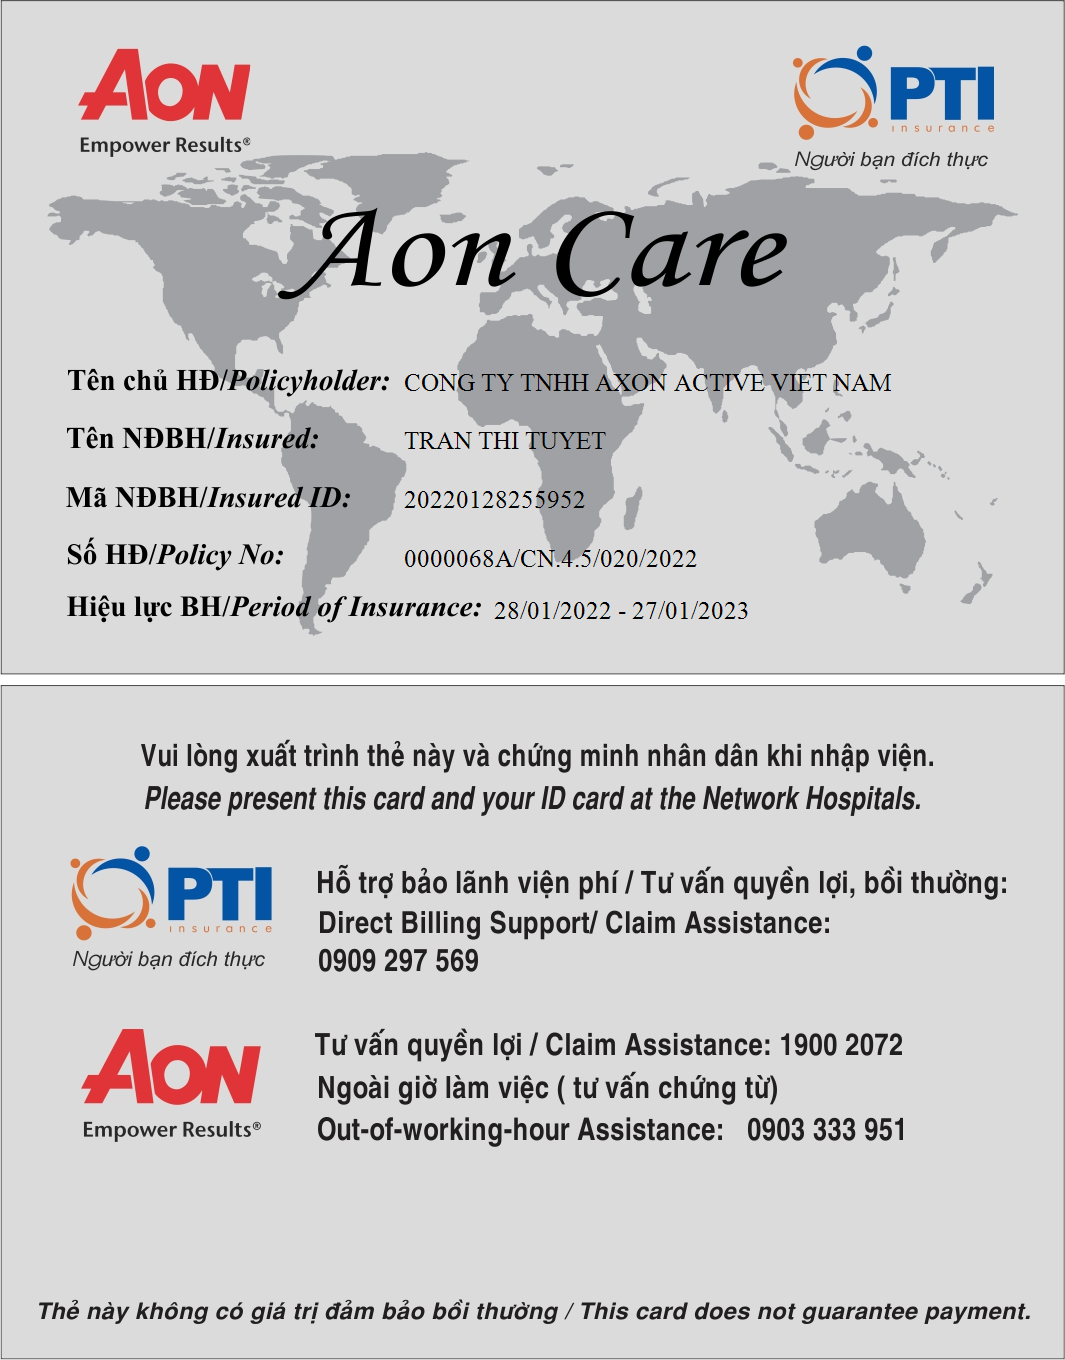 AON
Empower Results®
PTI
insurance
Người bạn đích thực
Aon Care
Tên chủ HĐ/Policyholder: CONG TY TNHH AXON ACTIVE VIET NAM
Tên NĐBH/Insured: TRAN THI TUYET
Mã NĐBH/Insured ID: 20220128255952
Số HĐ/Policy No: 0000068A/CN.4.5/020/2022
Hiệu lực BH/Period of Insurance: 28/01/2022 - 27/01/2023
Vui lòng xuất trình thẻ này và chứng minh nhân dân khi nhập viện.
Please present this card and your ID card at the Network Hospitals.
PTI
insurance
Người bạn đích thực
Hỗ trợ bảo lãnh viện phí / Tư vấn quyền lợi, bồi thường:
Direct Billing Support/ Claim Assistance:
0909 297 569
AON
Empower Results®
Tư vấn quyền lợi / Claim Assistance: 1900 2072
Ngoài giờ làm việc ( tư vấn chứng từ)
Out-of-working-hour Assistance: 0903 333 951
Thẻ này không có giá trị đảm bảo bồi thường / This card does not guarantee payment.